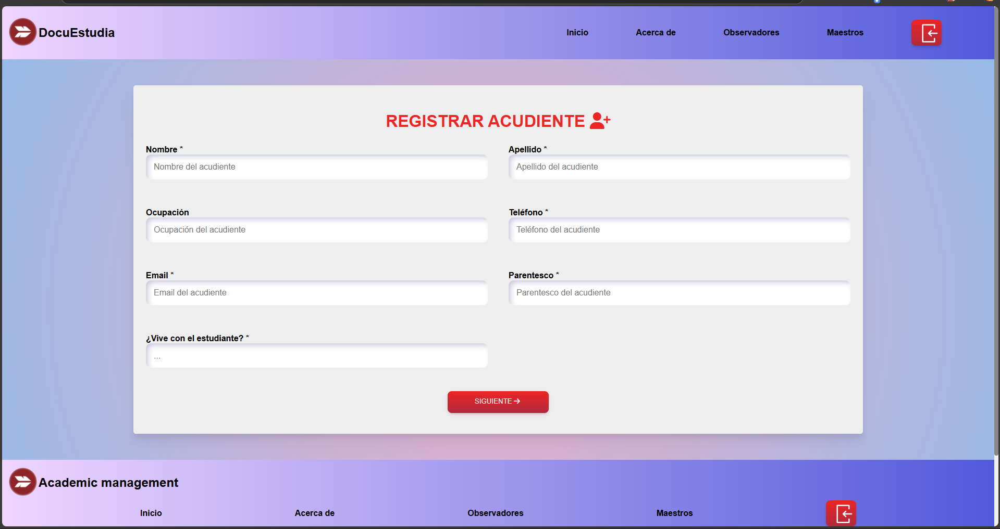 DocuEstudia
Inicio Acerca de Observadores Maestros
REGISTRAR ACUDIENTE
Nombre * Apellido *
Nombre del acudiente Apellido del acudiente
Ocupación Teléfono *
Ocupación del acudiente Teléfono del acudiente
Email * Parentesco *
Email del acudiente Parentesco del acudiente
¿Vive con el estudiante? *
...
SIGUIENTE
Academic management
Inicio Acerca de Observadores Maestros